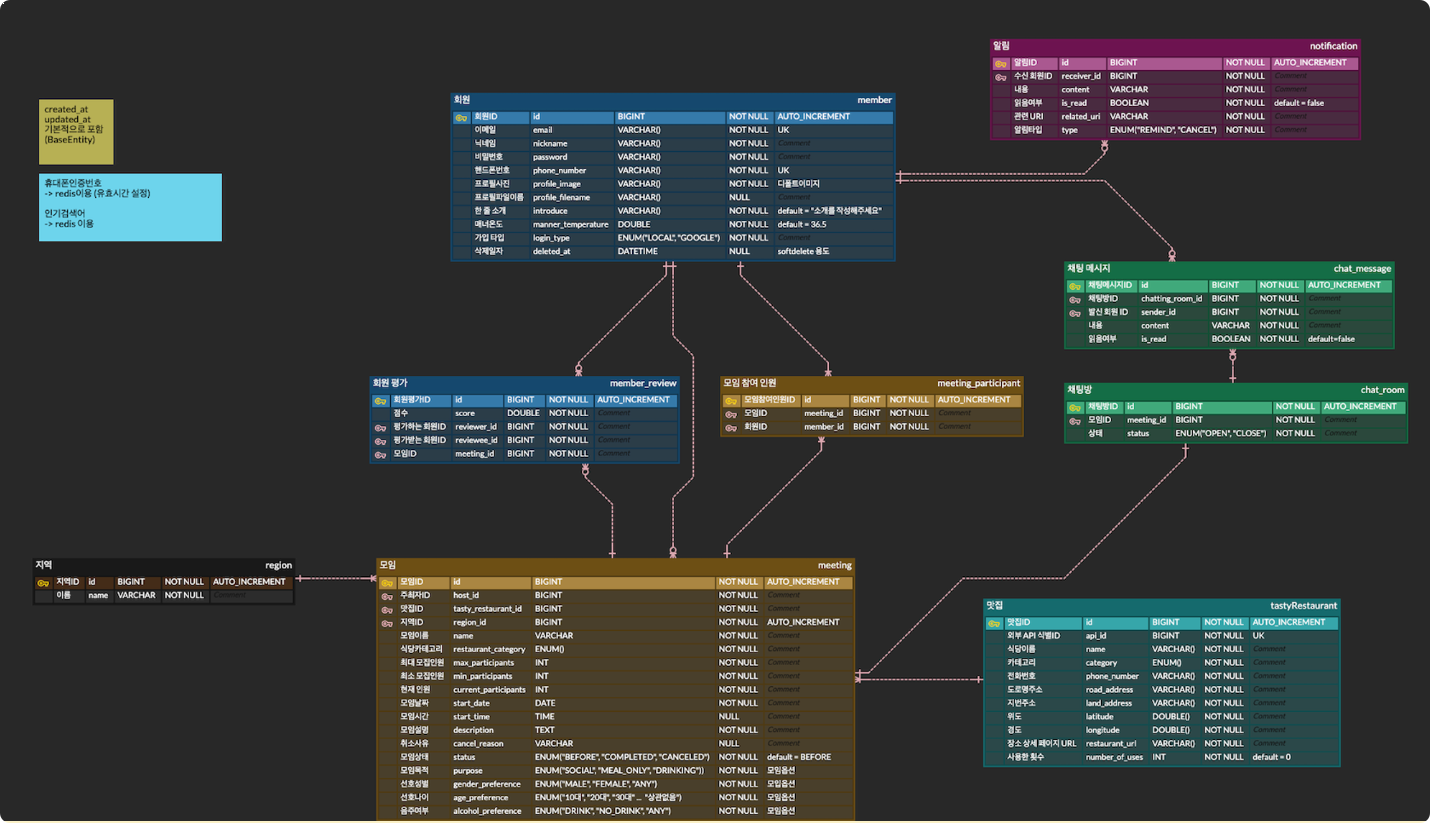 created_at
updated_at
기본적으로 포함
(BaseEntity)
휴대폰인증번호
-> redis이용 (유효시간 설정)
인기검색어
-> redis 이용
회원 member
회원ID id BIGINT NOT NULL AUTO_INCREMENT
이메일 email VARCHAR() NOT NULL UK
닉네임 nickname VARCHAR() NOT NULL Comment
비밀번호 password VARCHAR() NOT NULL Comment
핸드폰번호 phone_number VARCHAR() NOT NULL UK
프로필사진 profile_image VARCHAR() NOT NULL 디폴트이미지
프로필파일이름 profile_filename VARCHAR() NULL Comment
한 줄 소개 introduce VARCHAR() NOT NULL default = "소개를 작성해주세요"
매너온도 manner_temperature DOUBLE NOT NULL default = 36.5
가입 타입 login_type ENUM("LOCAL", "GOOGLE") NOT NULL Comment
삭제일자 deleted_at DATETIME NULL softdelete 용도
알림 notification
알림ID id BIGINT NOT NULL AUTO_INCREMENT
수신 회원ID receiver_id BIGINT NOT NULL Comment
내용 content VARCHAR NOT NULL Comment
읽음여부 is_read BOOLEAN NOT NULL default = false
관련 URI related_uri VARCHAR NOT NULL Comment
알림타입 type ENUM("REMIND", "CANCEL") NOT NULL Comment
채팅 메시지 chat_message
채팅메시지ID id BIGINT NOT NULL AUTO_INCREMENT
채팅방ID chatting_room_id BIGINT NOT NULL Comment
발신 회원 ID sender_id BIGINT NOT NULL Comment
내용 content VARCHAR NOT NULL Comment
읽음여부 is_read BOOLEAN NOT NULL default=false
회원 평가 member_review
회원평가ID id BIGINT NOT NULL AUTO_INCREMENT
점수 score DOUBLE NOT NULL Comment
평가하는 회원ID reviewer_id BIGINT NOT NULL Comment
평가받는 회원ID reviewee_id BIGINT NOT NULL Comment
모임ID meeting_id BIGINT NOT NULL Comment
모임 참여 인원 meeting_participant
모임참여인원ID id BIGINT NOT NULL AUTO_INCREMENT
모임ID meeting_id BIGINT NOT NULL Comment
회원ID member_id BIGINT NOT NULL Comment
채팅방 chat_room
채팅방ID id BIGINT NOT NULL AUTO_INCREMENT
모임ID meeting_id BIGINT NOT NULL Comment
상태 status ENUM("OPEN", "CLOSE") NOT NULL Comment
지역 region
지역ID id BIGINT NOT NULL AUTO_INCREMENT
이름 name VARCHAR NOT NULL Comment
모임 meeting
모임ID id BIGINT NOT NULL AUTO_INCREMENT
주최자ID host_id BIGINT NOT NULL Comment
맛집ID tasty_restaurant_id BIGINT NOT NULL Comment
지역ID region_id BIGINT NOT NULL AUTO_INCREMENT
모임이름 name VARCHAR NOT NULL Comment
식당카테고리 restaurant_category ENUM() NOT NULL Comment
최대 모집인원 max_participants INT NOT NULL Comment
최소 모집인원 min_participants INT NOT NULL Comment
현재 인원 current_participants INT NOT NULL Comment
모임날짜 start_date DATE NOT NULL Comment
모임시간 start_time TIME NULL Comment
모임설명 description TEXT NOT NULL Comment
취소사유 cancel_reason VARCHAR NULL Comment
모임상태 status ENUM("BEFORE", "COMPLETED", "CANCELED") NOT NULL default = BEFORE
모임목적 purpose ENUM("SOCIAL", "MEAL_ONLY", "DRINKING")) NOT NULL 모임옵션
선호성별 gender_preference ENUM("MALE", "FEMALE", "ANY") NOT NULL 모입옵션
선호나이 age_preference ENUM("10대", "20대", "30대" ... "상관없음") NOT NULL 모임옵션
음주여부 alcohol_preference ENUM("DRINK", "NO_DRINK", "ANY") NOT NULL 모임옵션
맛집 tastyRestaurant
맛집ID id BIGINT NOT NULL AUTO_INCREMENT
외부 API 식별ID api_id BIGINT NOT NULL UK
식당이름 name VARCHAR() NOT NULL Comment
카테고리 category ENUM() NOT NULL Comment
전화번호 phone_number VARCHAR() NOT NULL Comment
도로명주소 road_address VARCHAR() NOT NULL Comment
지번주소 land_address VARCHAR() NOT NULL Comment
위도 latitude DOUBLE() NOT NULL Comment
경도 longitude DOUBLE() NOT NULL Comment
장소 상세 페이지 URL restaurant_url VARCHAR() NOT NULL Comment
사용한 횟수 number_of_uses INT NOT NULL default = 0